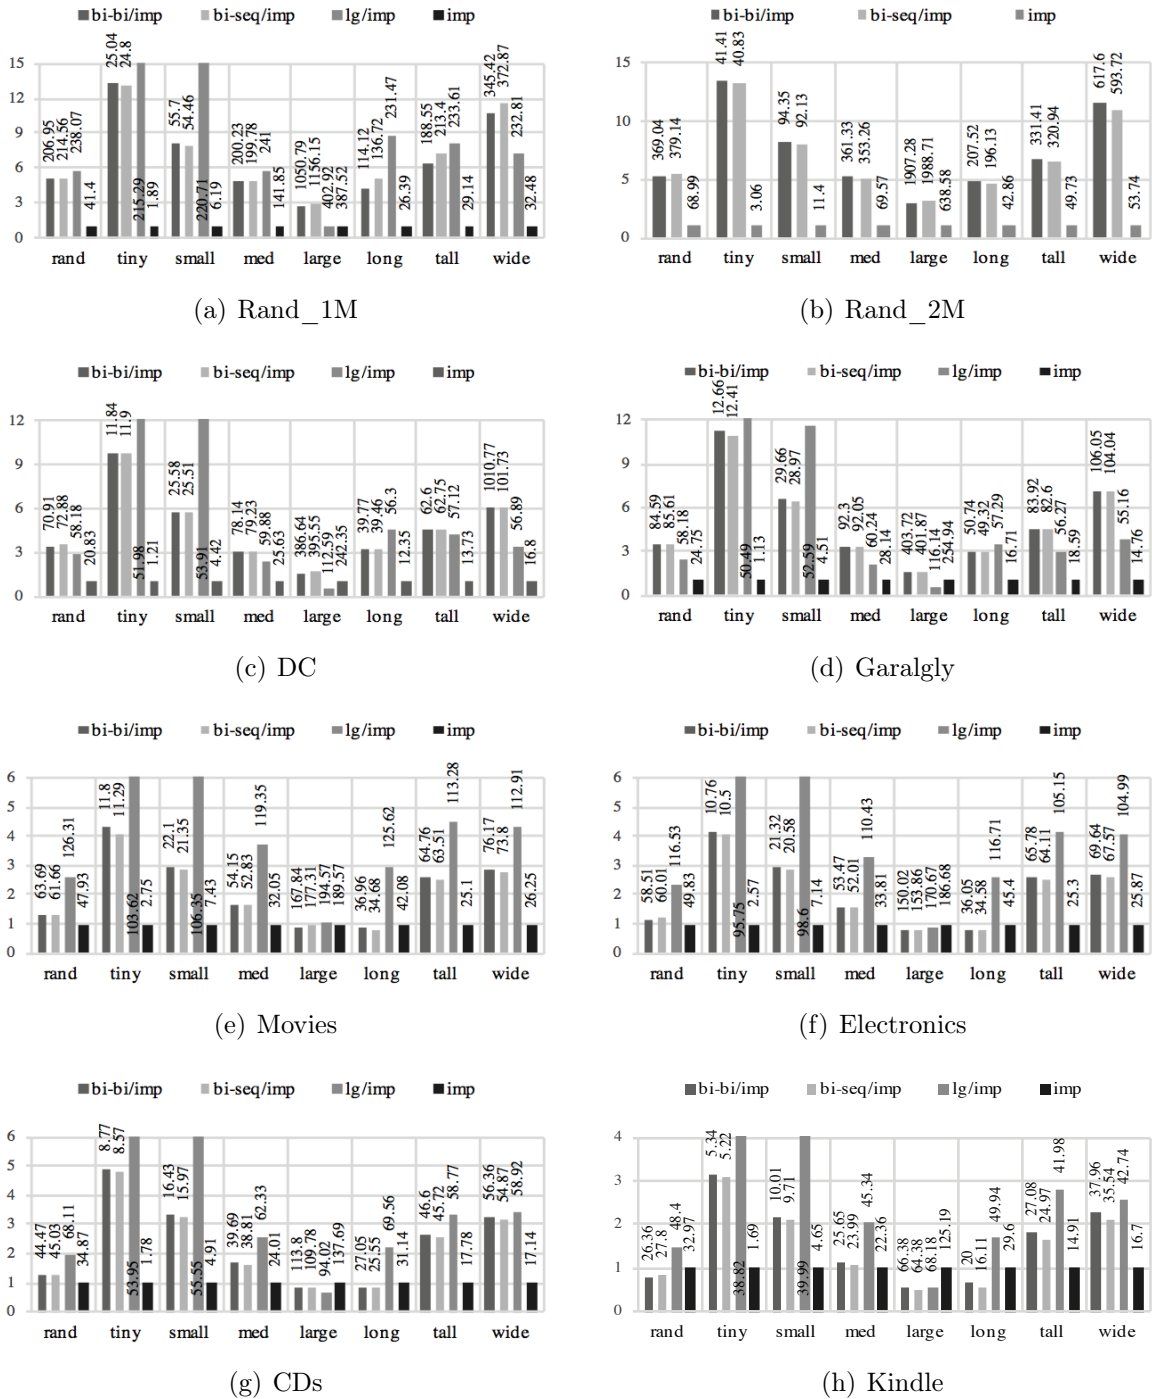 bi-bi/imp bi-seq/imp lg/imp imp
15 12 9 6 3 0
206.95 214.56 238.07 41.4
25.04 24.8 215.29 1.89
55.7 54.46 220.71 6.19
200.23 199.78 241 141.85
1050.79 1156.15 402.92 387.52
114.12 136.72 231.47 26.39
188.55 213.4 233.61 29.14
345.42 372.87 232.81 32.48
rand tiny small med large long tall wide
(a) Rand_1M
bi-bi/imp bi-seq/imp imp
15 10 5 0
369.04 379.14 68.99
41.41 40.83 3.06
94.35 92.13 11.4
361.33 353.26 69.57
1907.28 1988.71 638.58
207.52 196.13 42.86
331.41 320.94 49.73
617.6 593.72 53.74
rand tiny small med large long tall wide
(b) Rand_2M
bi-bi/imp bi-seq/imp lg/imp imp
12 9 6 3 0
70.91 72.88 58.18 20.83
11.84 11.9 51.98 1.21
25.58 25.51 53.91 4.42
78.14 79.23 59.88 25.63
386.64 395.55 112.59 242.35
39.77 39.46 56.3 12.35
62.6 62.75 57.12 13.73
1010.77 101.73 56.89 16.8
rand tiny small med large long tall wide
(c) DC
bi-bi/imp bi-seq/imp lg/imp imp
12 9 6 3 0
84.59 85.61 58.18 24.75
12.66 12.41 50.49 1.13
29.66 28.97 52.59 4.51
92.3 92.05 60.24 28.14
403.72 401.87 116.14 254.94
50.74 49.32 57.29 16.71
83.92 82.6 56.27 18.59
106.05 104.04 55.16 14.76
rand tiny small med large long tall wide
(d) Garalgly
bi-bi/imp bi-seq/imp lg/imp imp
6 5 4 3 2 1 0
63.69 61.66 126.31 47.93
11.8 11.29 103.62 2.75
22.1 21.35 106.35 7.43
54.15 52.83 119.35 32.05
167.84 177.31 194.57 189.57
36.96 34.68 125.62 42.08
64.76 63.51 113.28 25.1
76.17 73.8 112.91 26.25
rand tiny small med large long tall wide
(e) Movies
bi-bi/imp bi-seq/imp lg/imp imp
6 5 4 3 2 1 0
58.51 60.01 116.53 49.83
10.76 10.5 95.75 2.57
21.32 20.58 98.6 7.14
53.47 52.01 110.43 33.81
150.02 153.86 170.67 186.68
36.05 34.58 116.71 45.4
65.78 64.11 105.15 25.3
69.64 67.57 104.99 25.87
rand tiny small med large long tall wide
(f) Electronics
bi-bi/imp bi-seq/imp lg/imp imp
6 5 4 3 2 1 0
44.47 45.03 68.11 34.87
8.77 8.57 53.95 1.78
16.43 15.97 55.55 4.91
39.69 38.81 62.33 24.01
113.8 109.78 94.02 137.69
27.05 25.55 69.56 31.14
46.6 45.72 58.77 17.78
56.36 54.87 58.92 17.14
rand tiny small med large long tall wide
(g) CDs
bi-bi/imp bi-seq/imp lg/imp imp
4 3 2 1 0
26.36 27.8 48.4 32.97
5.34 5.22 38.82 1.69
10.01 9.71 39.99 4.65
25.65 23.99 45.34 22.36
66.38 64.38 68.18 125.19
20 16.11 49.94 29.6
27.08 24.97 41.98 14.91
37.96 35.54 42.74 16.7
rand tiny small med large long tall wide
(h) Kindle